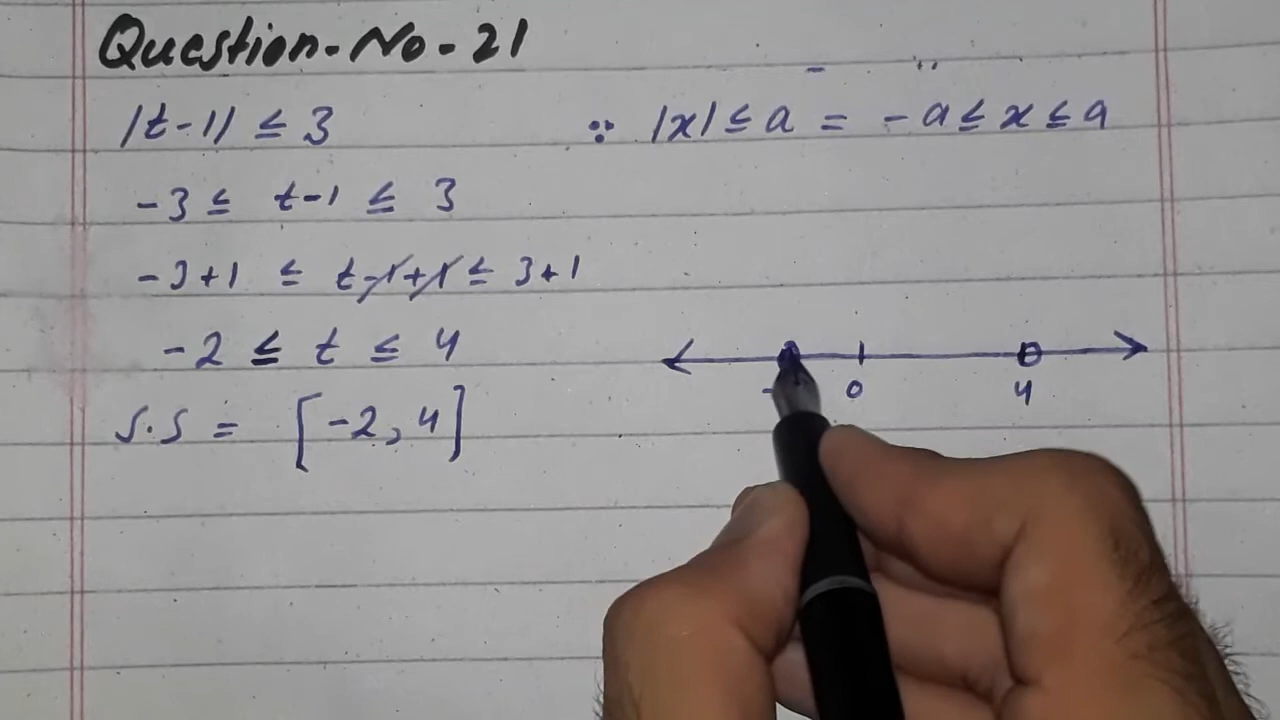 Question-No-21
|t-1| ≤ 3 ∵ |x| ≤ a = -a ≤ x ≤ a
-3 ≤ t-1 ≤ 3
-3+1 ≤ t-1+1 ≤ 3+1
-2 ≤ t ≤ 4
- 0 4
S.S = [-2, 4]